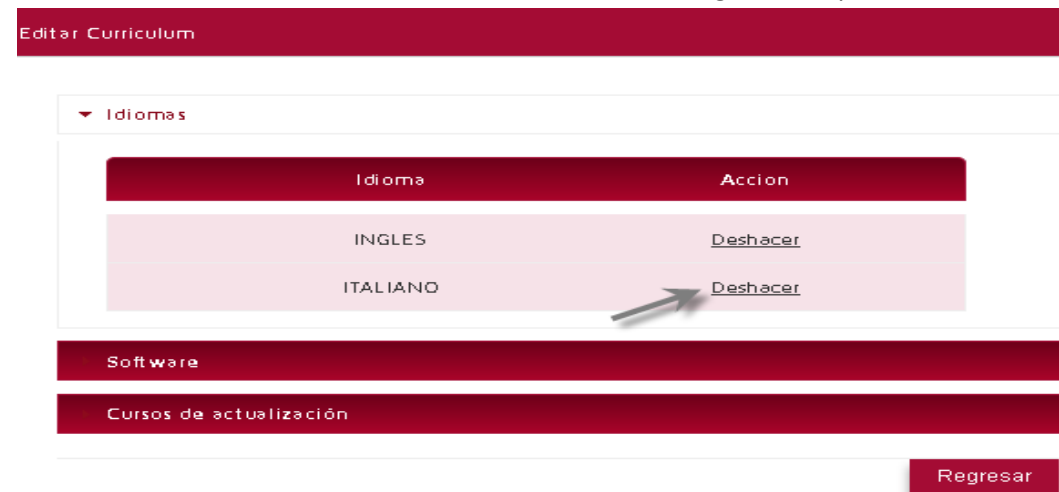 Editar Curriculum
Idiomas
Idioma Accion
INGLES Deshacer
ITALIANO Deshacer
Software
Cursos de actualización
Regresar